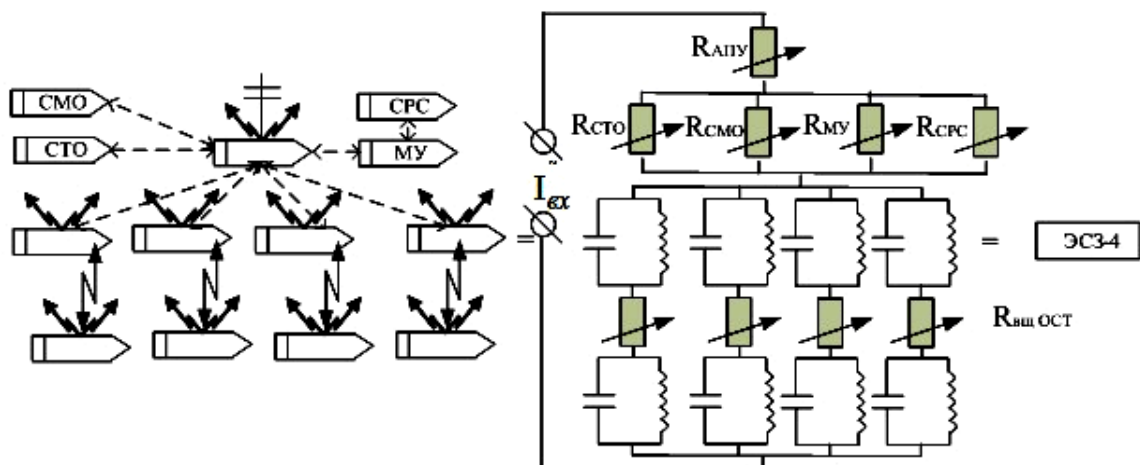 СМО
СТО
СРС
МУ
=
~
Iвх
RАПУ
RСТО
RСМО
RМУ
RСРС
Rвщ ОСТ
=
ЭСЗ-4